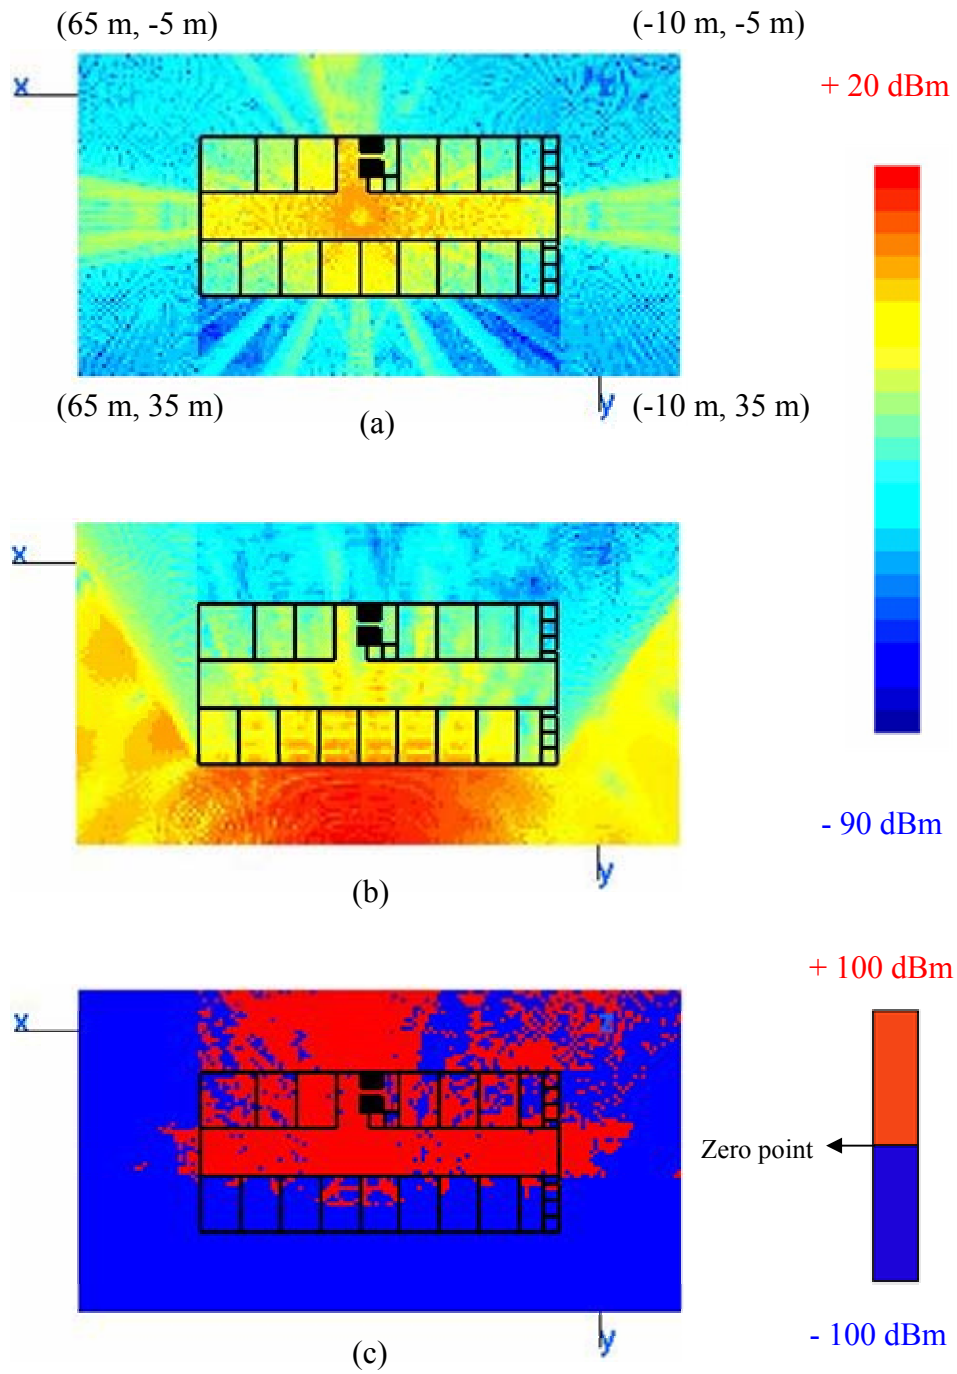 (65 m, -5 m)
(-10 m, -5 m)
x
z
+ 20 dBm
(65 m, 35 m)
(a)
y
(-10 m, 35 m)
x
- 90 dBm
y
(b)
+ 100 dBm
x
z
Zero point
y
- 100 dBm
(c)